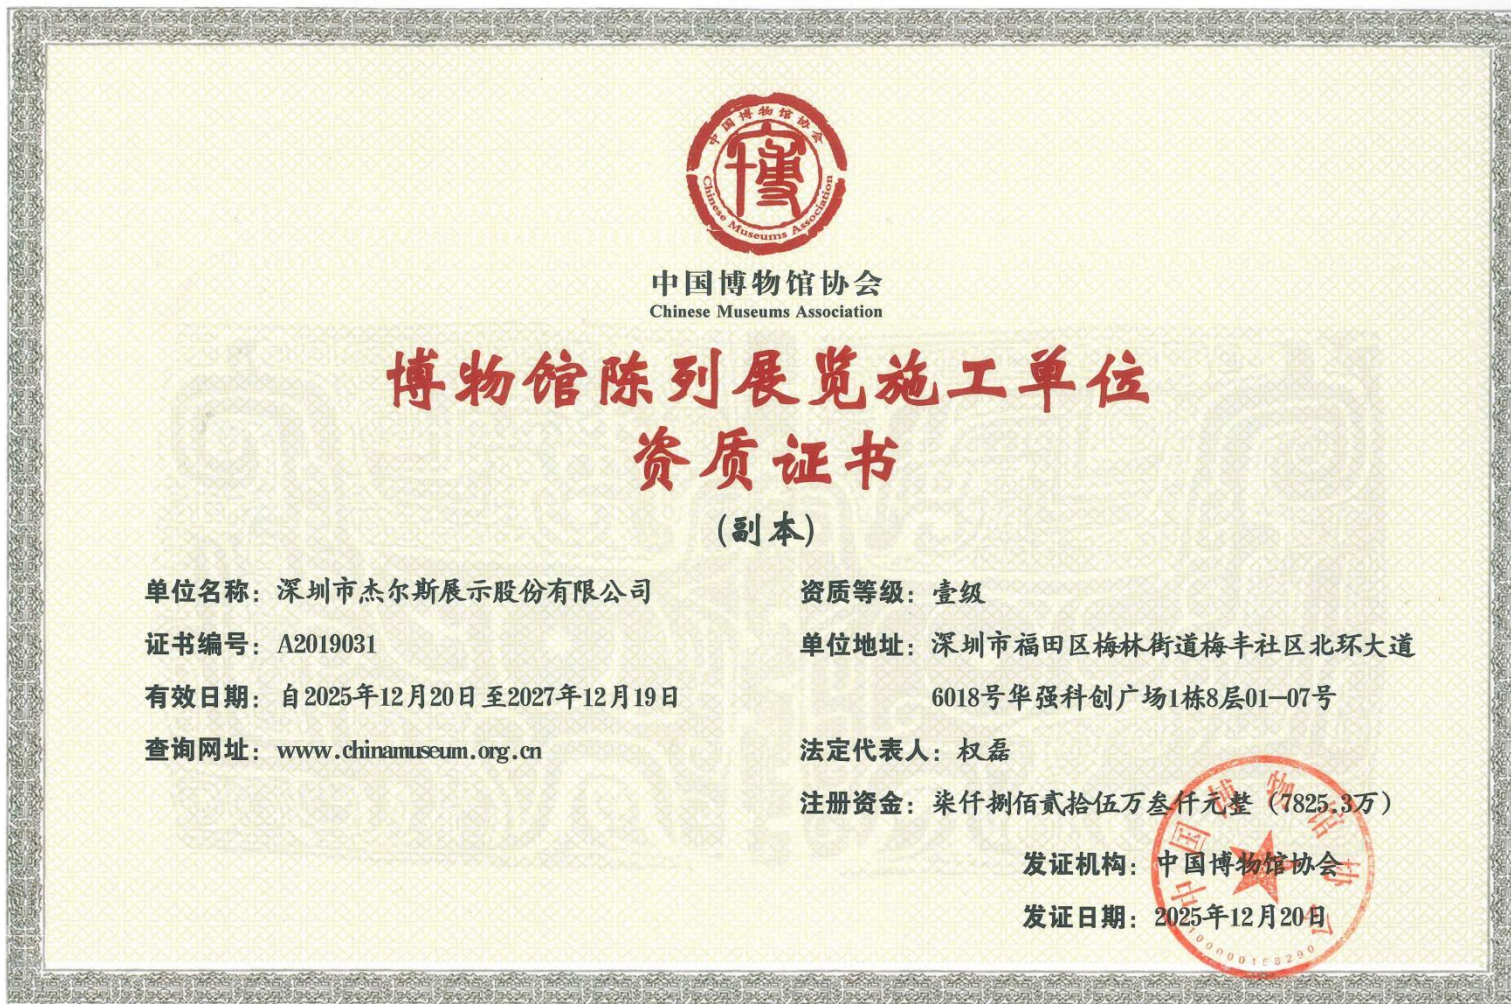 中国博物馆协会
博
Chinese Museums Association
中国博物馆协会
Chinese Museums Association
博物馆陈列展览施工单位
资质证书
(副本)
单位名称：深圳市杰尔斯展示股份有限公司
证书编号：A2019031
有效日期：自2025年12月20日至2027年12月19日
查询网址：www.chinamuseum.org.cn
资质等级：壹级
单位地址：深圳市福田区梅林街道梅丰社区北环大道
6018号华强科创广场1栋8层01—07号
法定代表人：权磊
注册资金：柒仟捌佰贰拾伍万叁仟元整（7825.3万）
发证机构：中国博物馆协会
发证日期：2025年12月20日
中国博物馆协会